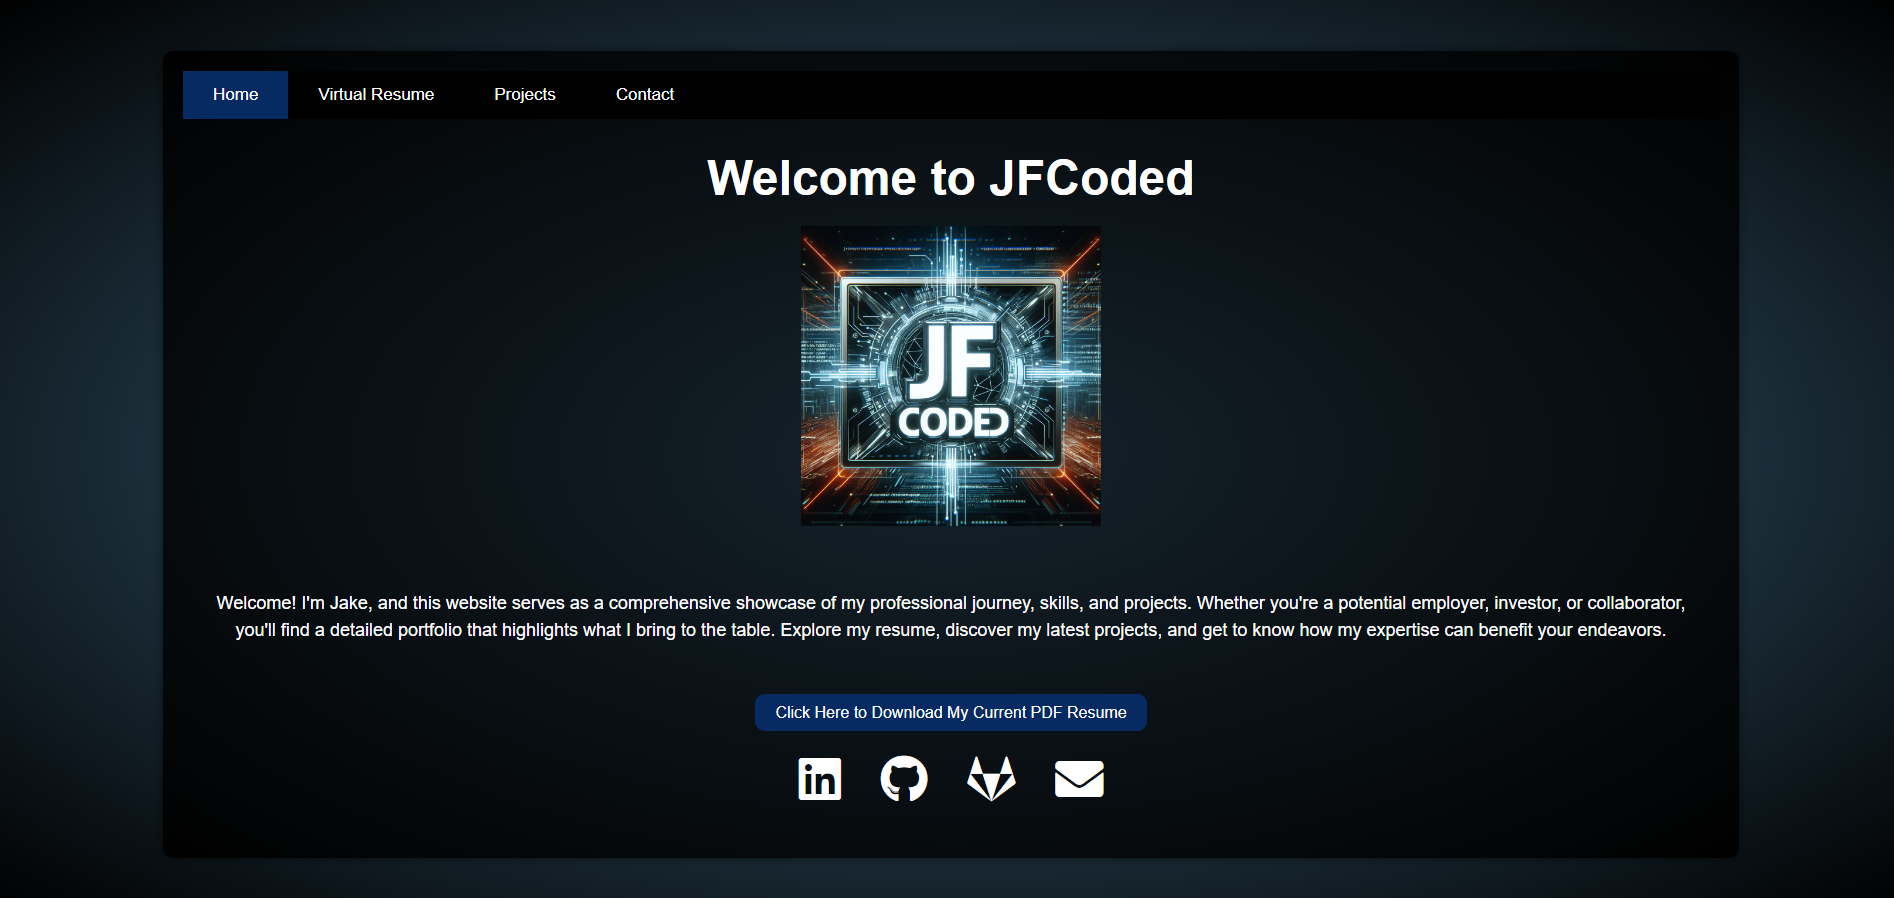 Home Virtual Resume Projects Contact
Welcome to JFCoded
JF
CODED
Welcome! I'm Jake, and this website serves as a comprehensive showcase of my professional journey, skills, and projects. Whether you're a potential employer, investor, or collaborator,
you'll find a detailed portfolio that highlights what I bring to the table. Explore my resume, discover my latest projects, and get to know how my expertise can benefit your endeavors.
Click Here to Download My Current PDF Resume
in